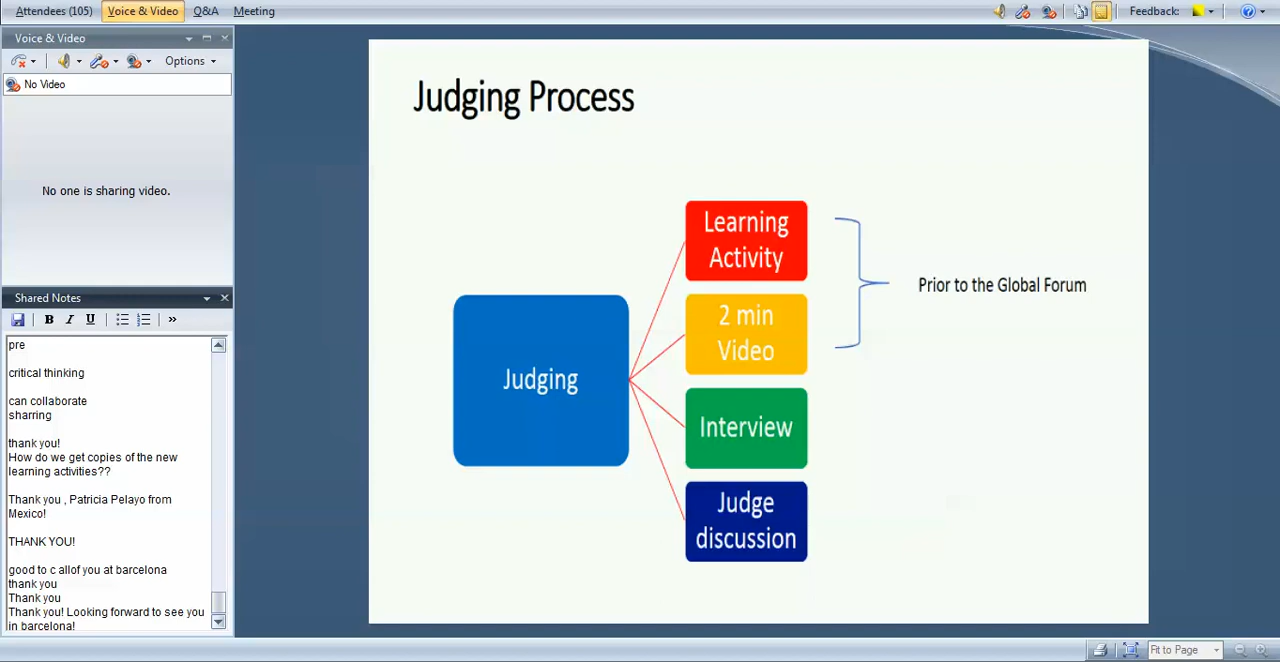 Attendees (105) Voice & Video Q&A Meeting Feedback:
Voice & Video
Options
No Video
No one is sharing video.
Shared Notes
B I U »
pre
critical thinking
can collaborate
sharring
thank you!
How do we get copies of the new
learning activities??
Thank you , Patricia Pelayo from
Mexico!
THANK YOU!
good to c allof you at barcelona
thank you
Thank you
Thank you! Looking forward to see you
in barcelona!
Judging Process
Judging
Learning
Activity
2 min
Video
Interview
Judge
discussion
Prior to the Global Forum
Fit to Page